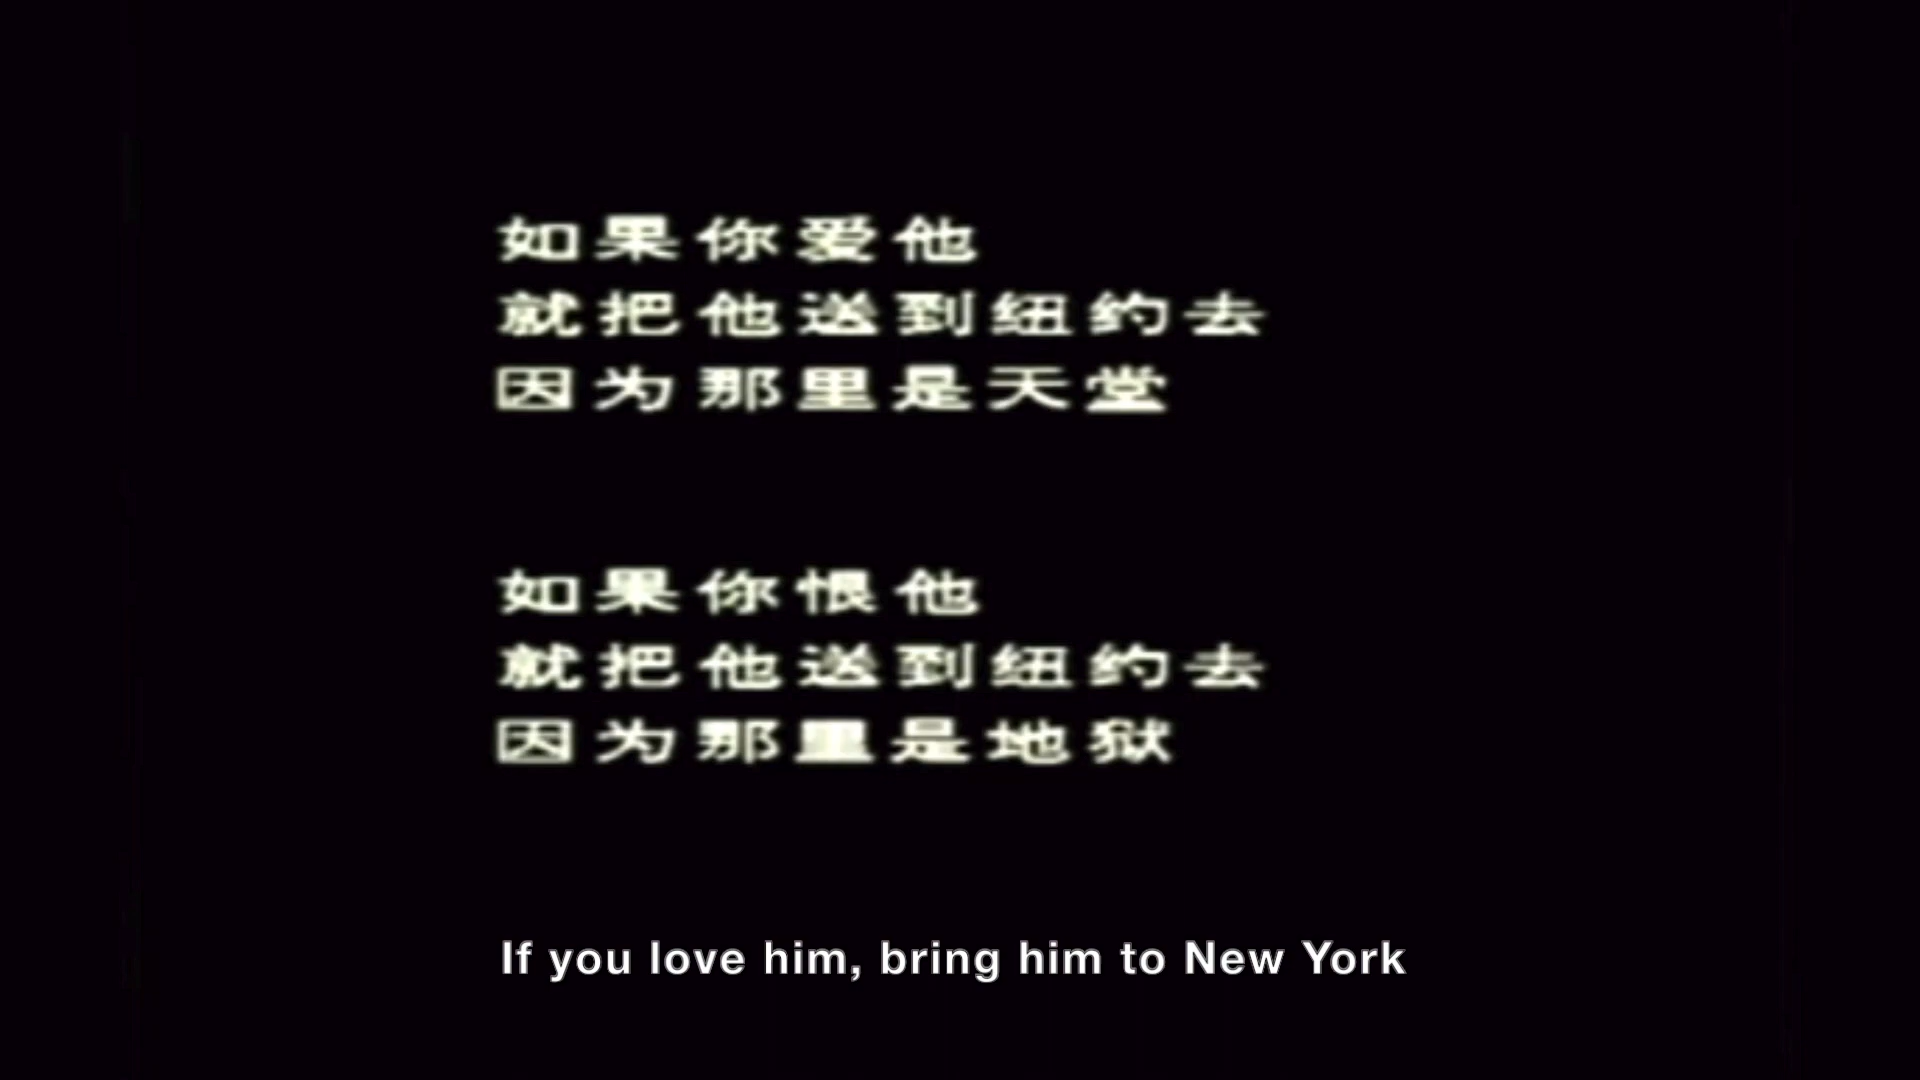 如果你爱他
就把他送到纽约去
因为那里是天堂
如果你恨他
就把他送到纽约去
因为那里是地狱
If you love him, bring him to New York